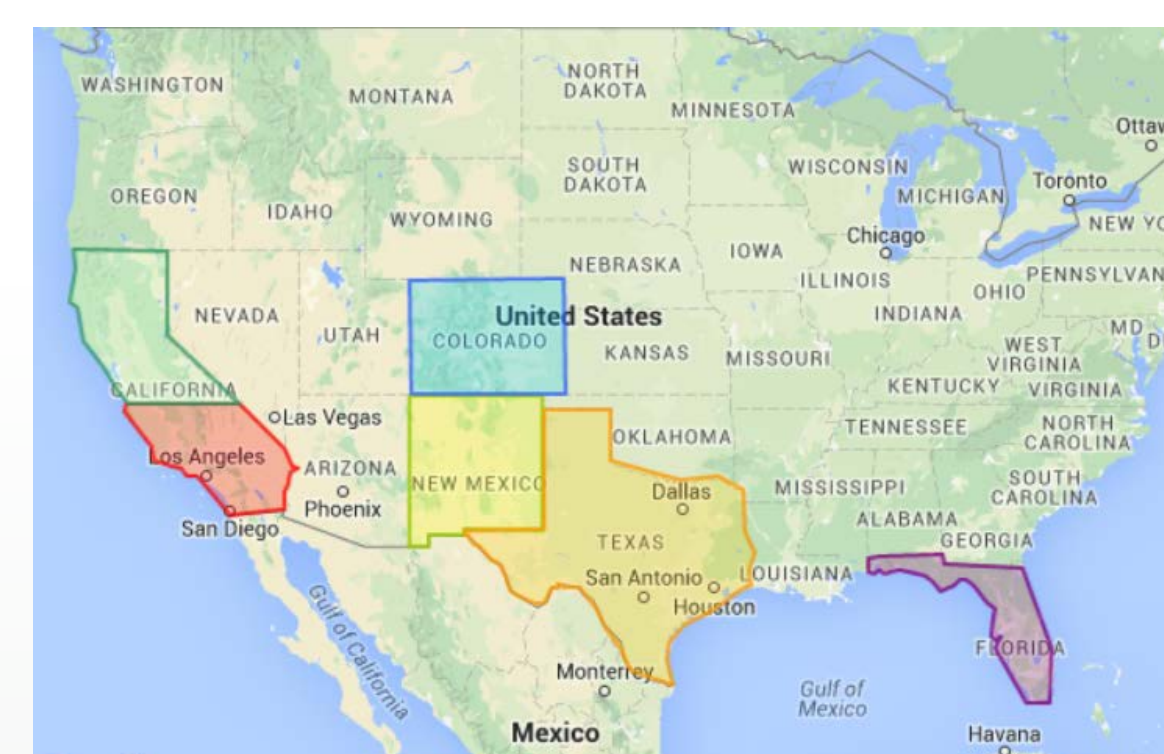 WASHINGTON
MONTANA
NORTH
DAKOTA
MINNESOTA
Ottaw
SOUTH
DAKOTA
WISCONSIN
MICHIGAN
Toronto
OREGON
IDAHO
WYOMING
NEW YO
Chicago
IOWA
NEBRASKA
ILLINOIS
OHIO
PENNSYLVAN
NEVADA
UTAH
United States
INDIANA
COLORADO
KANSAS
MISSOURI
WEST
VIRGINIA
MD
D
CALIFORNIA
KENTUCKY
VIRGINIA
Las Vegas
OKLAHOMA
TENNESSEE
NORTH
CAROLINA
Los Angeles
ARIZONA
NEW MEXICO
Phoenix
Dallas
MISSISSIPPI
SOUTH
CAROLINA
San Diego
ALABAMA
GEORGIA
TEXAS
San Antonio
LOUISIANA
Houston
Gulf of California
FLORIDA
Monterrey
Gulf of
Mexico
Mexico
Havana